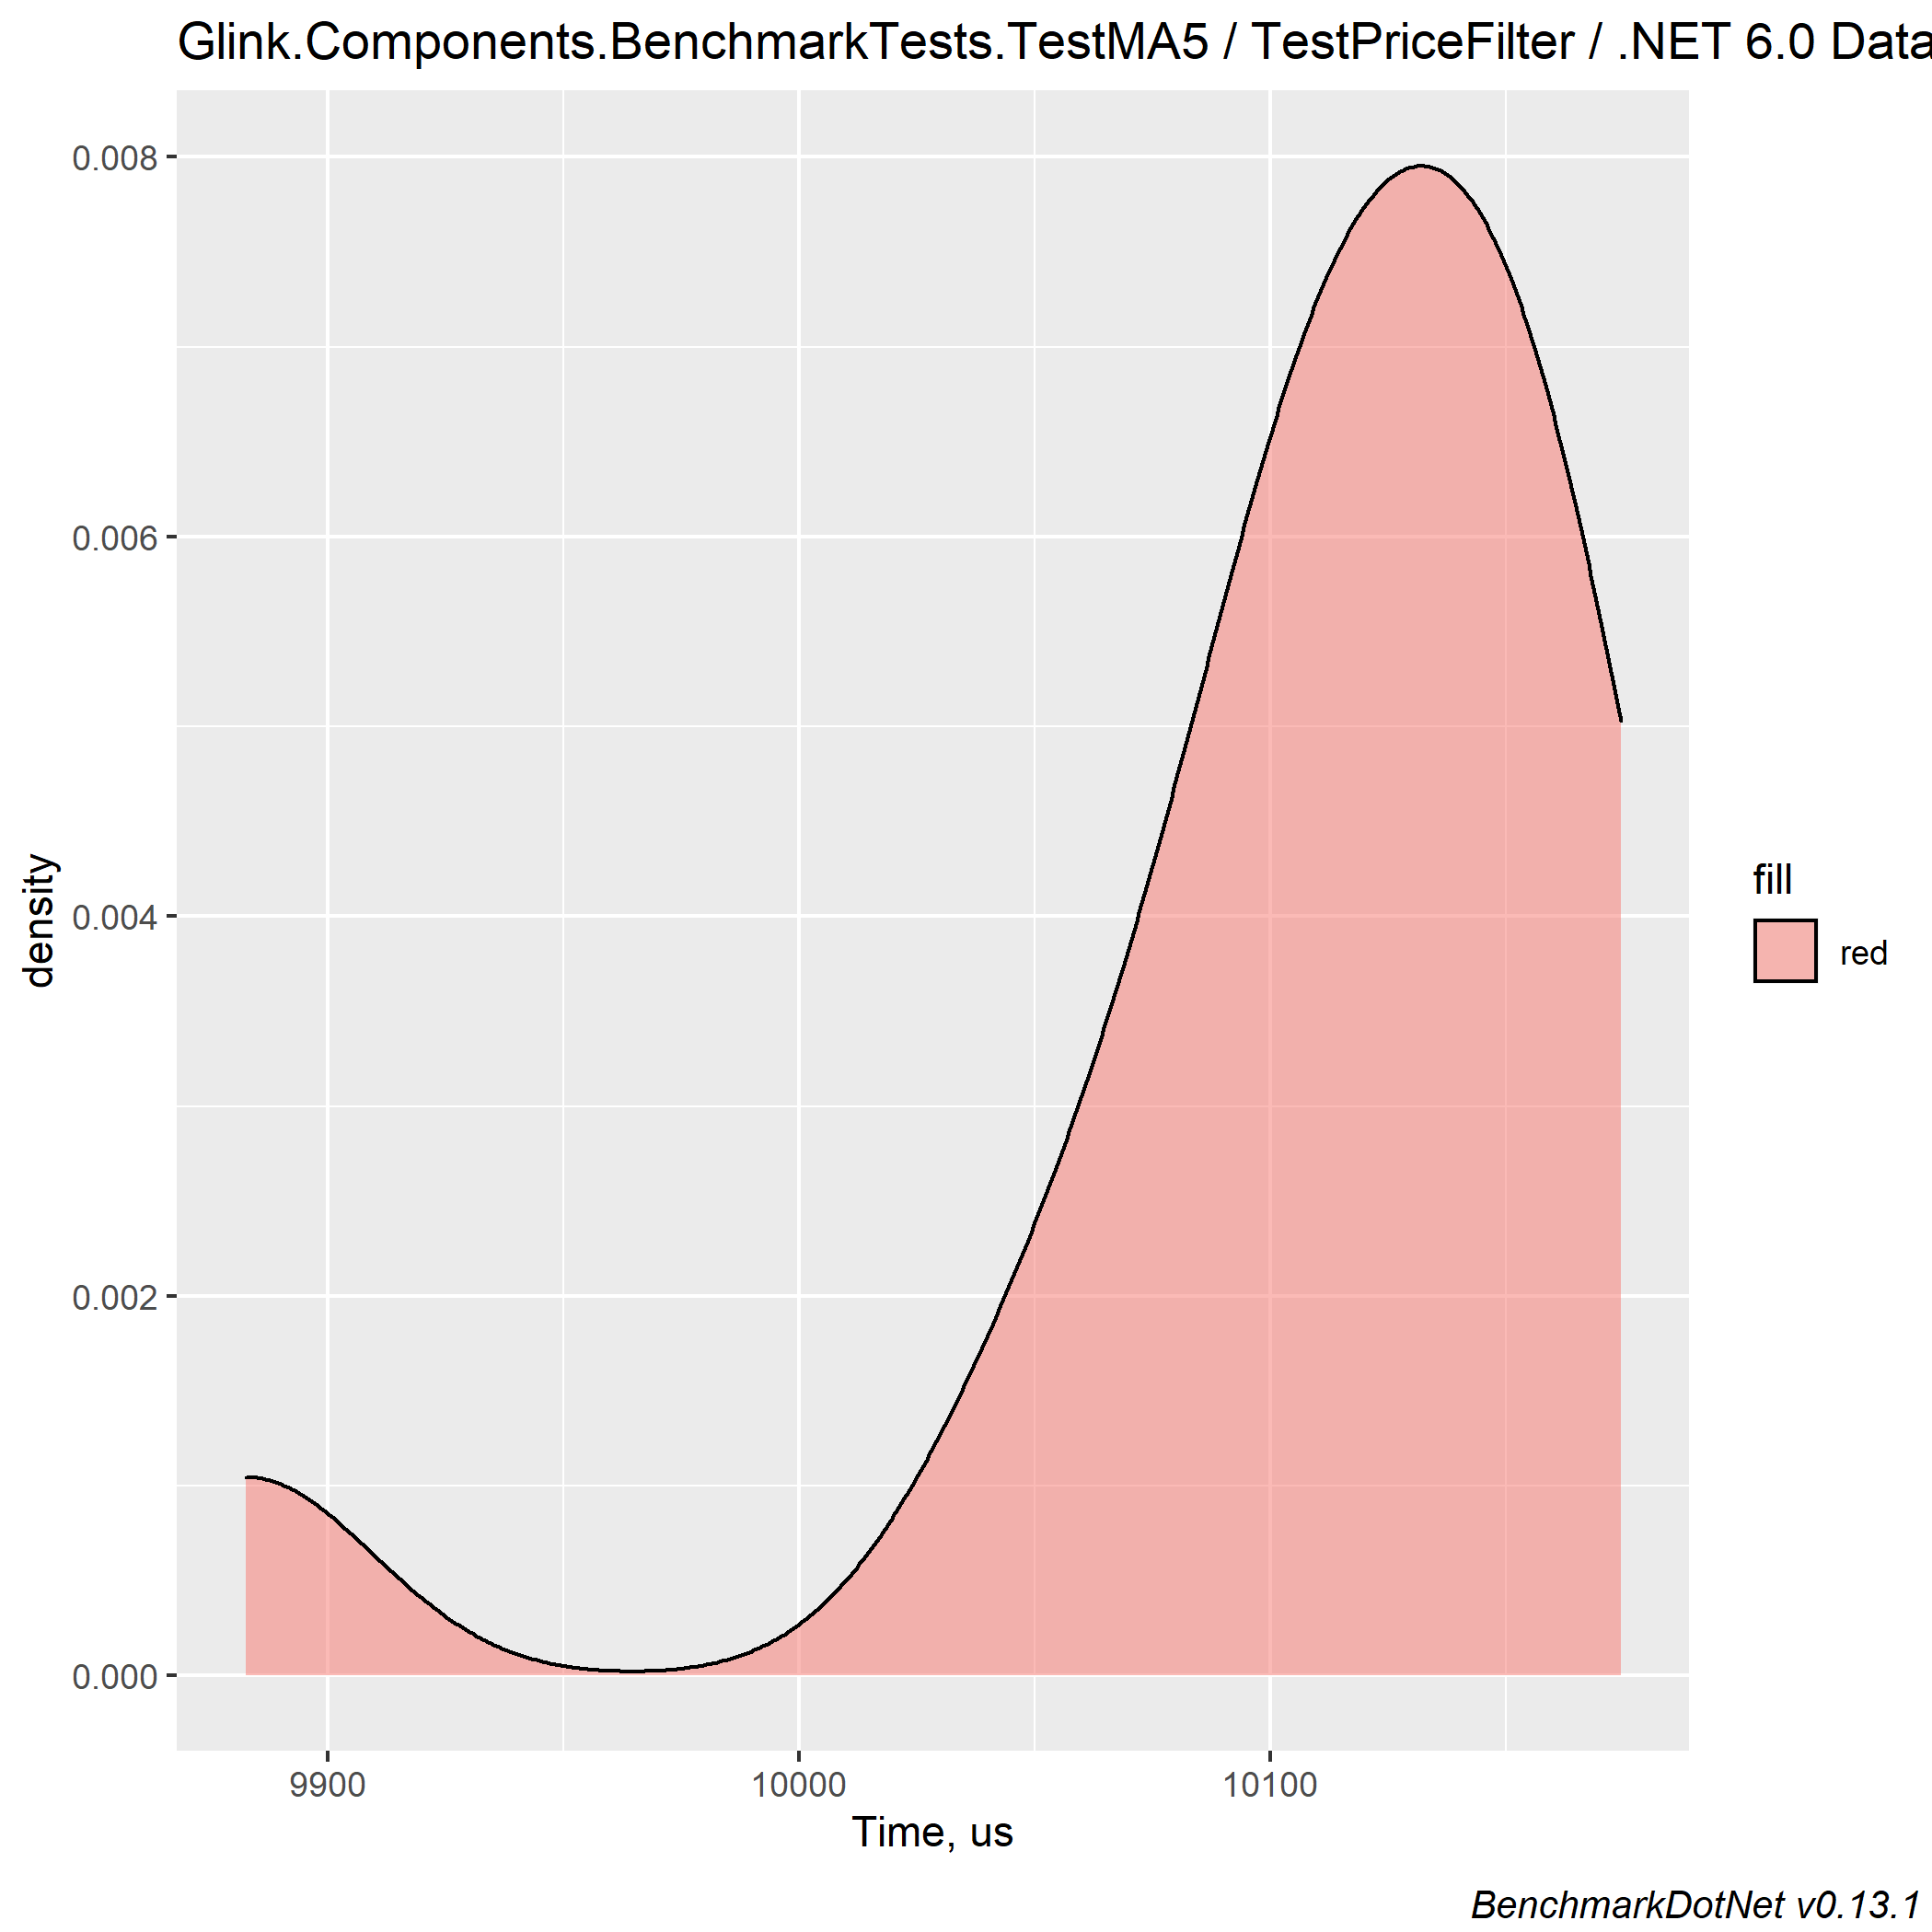 Glink.Components.BenchmarkTests.TestMA5 / TestPriceFilter / .NET 6.0 Data
0.008
0.006
0.004
0.002
0.000
density
9900 10000 10100
Time, us
fill
red
BenchmarkDotNet v0.13.1